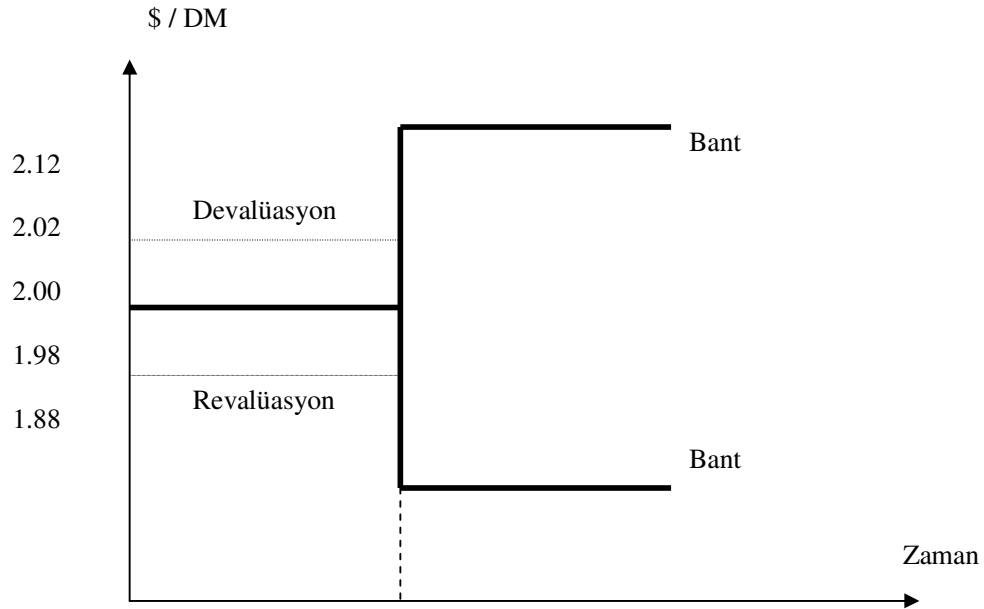 $ / DM
Bant
2.12
Devalüasyon
2.02
2.00
1.98
Revalüasyon
1.88
Bant
Zaman